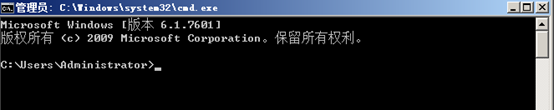 管理员: C:\Windows\system32\cmd.exe
Microsoft Windows [版本 6.1.7601]
版权所有 (c) 2009 Microsoft Corporation。保留所有权利。
C:\Users\Administrator>_